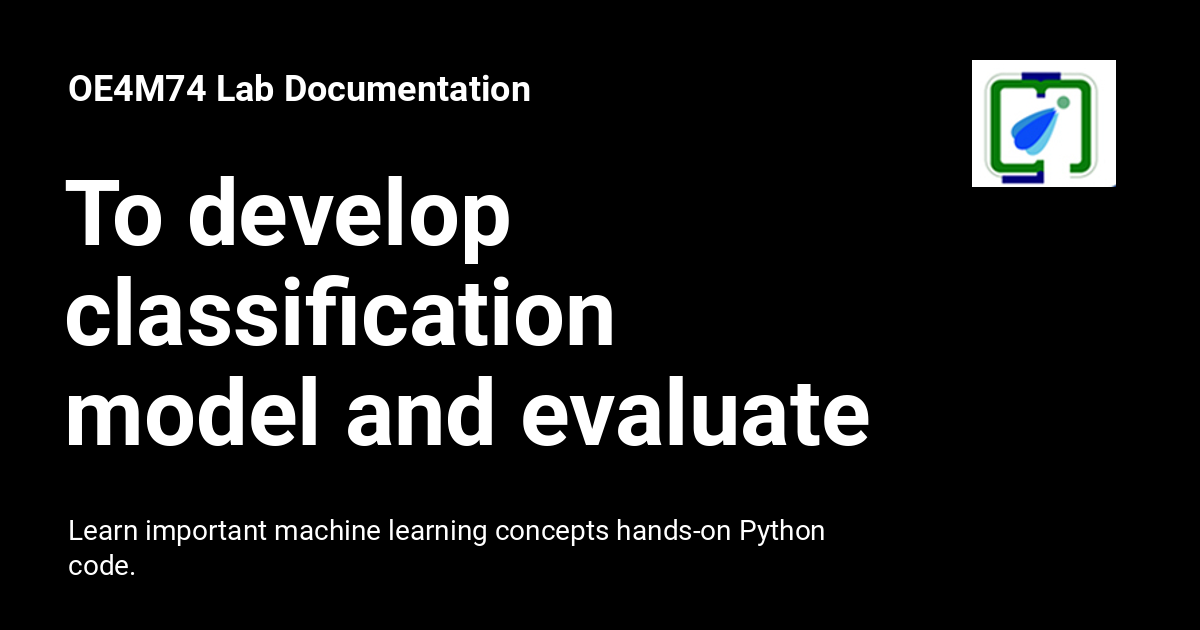 OE4M74 Lab Documentation
To develop
classification
model and evaluate
Learn important machine learning concepts hands-on Python
code.